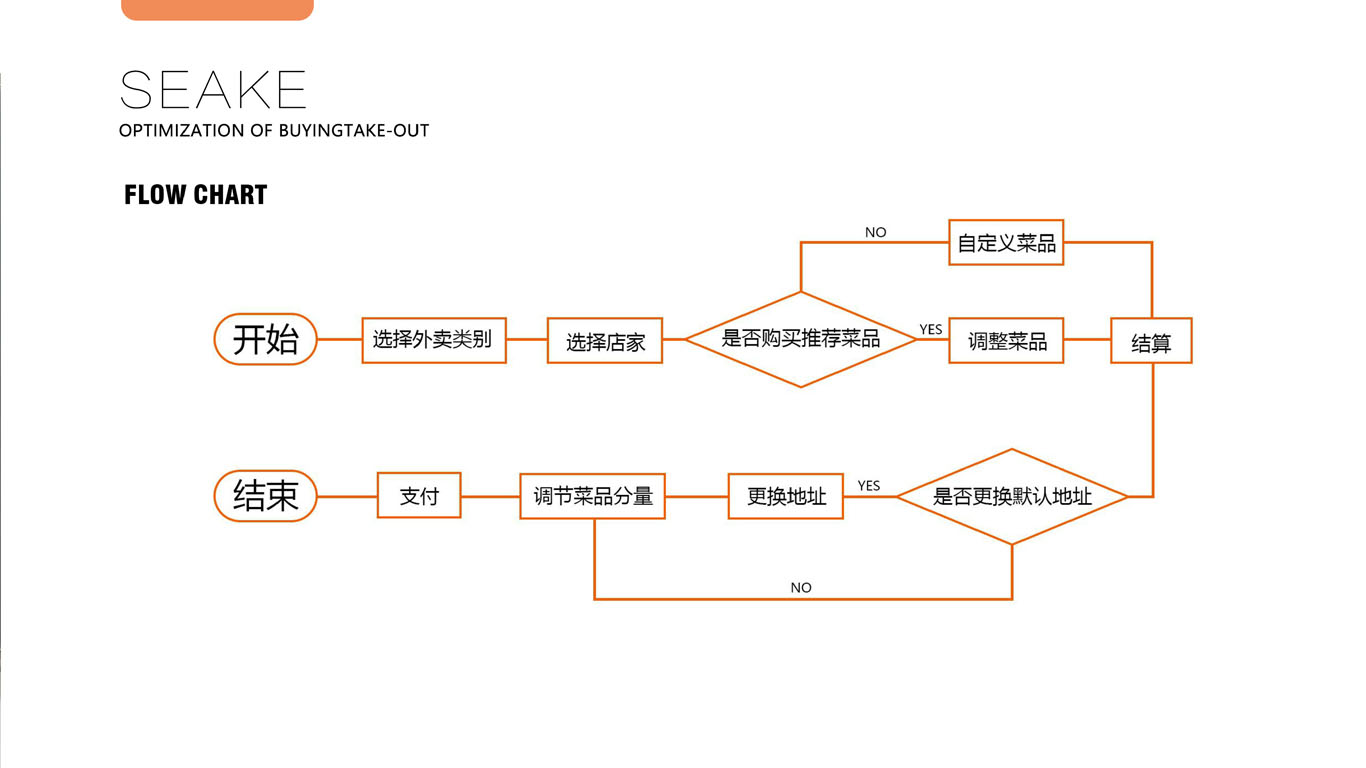 SEAKE
OPTIMIZATION OF BUYINGTAKE-OUT
FLOW CHART
NO
自定义菜品
开始
选择外卖类别
选择店家
是否购买推荐菜品
YES
调整菜品
结算
结束
支付
调节菜品分量
更换地址
YES
是否更换默认地址
NO